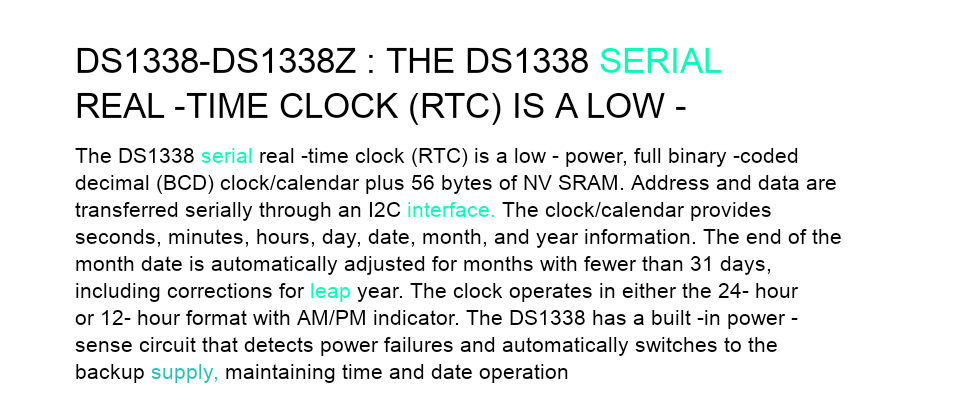 DS1338-DS1338Z : THE DS1338 SERIAL
REAL -TIME CLOCK (RTC) IS A LOW -
The DS1338 serial real -time clock (RTC) is a low - power, full binary -coded
decimal (BCD) clock/calendar plus 56 bytes of NV SRAM. Address and data are
transferred serially through an I2C interface. The clock/calendar provides
seconds, minutes, hours, day, date, month, and year information. The end of the
month date is automatically adjusted for months with fewer than 31 days,
including corrections for leap year. The clock operates in either the 24- hour
or 12- hour format with AM/PM indicator. The DS1338 has a built -in power -
sense circuit that detects power failures and automatically switches to the
backup supply, maintaining time and date operation